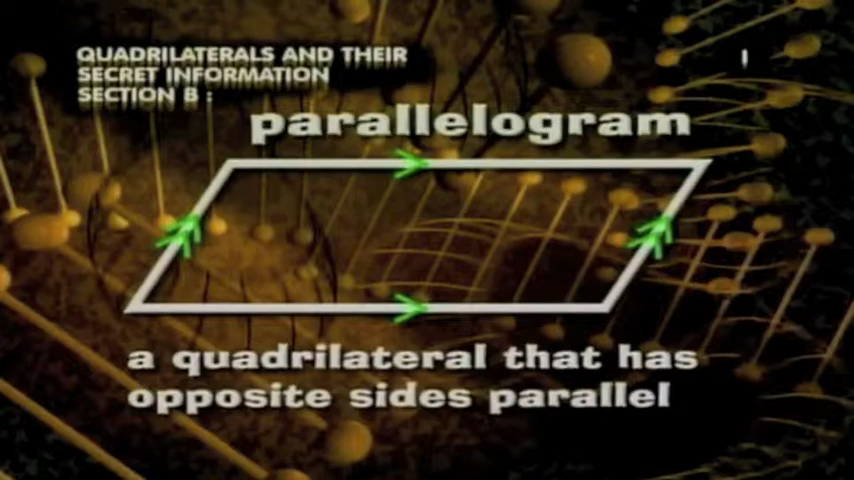 QUADRILATERALS AND THEIR
SECRET INFORMATION
SECTION B :
parallelogram
a quadrilateral that has
opposite sides parallel